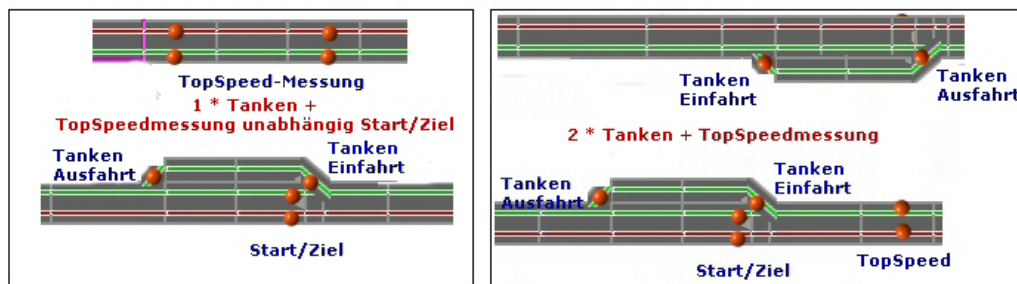 TopSpeed-Messung
1 * Tanken +
TopSpeedmessung unabhängig Start/Ziel
Tanken
Ausfahrt
Tanken
Einfahrt
Start/Ziel
Tanken
Einfahrt
Tanken
Ausfahrt
2 * Tanken + TopSpeedmessung
Tanken
Ausfahrt
Tanken
Einfahrt
Start/Ziel
TopSpeed